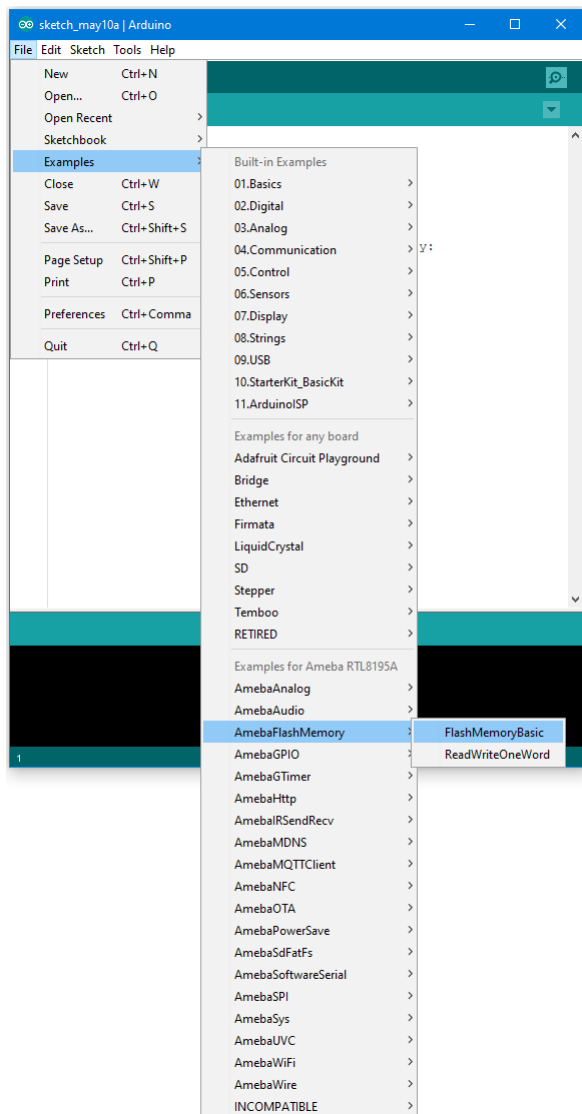 sketch_may10a | Arduino
File Edit Sketch Tools Help
New Ctrl+N
Open... Ctrl+O
Open Recent
Sketchbook
Examples
Close Ctrl+W
Save Ctrl+S
Save As... Ctrl+Shift+S
Page Setup Ctrl+Shift+P
Print Ctrl+P
Preferences Ctrl+Comma
Quit Ctrl+Q
Built-in Examples
01.Basics
02.Digital
03.Analog
04.Communication
05.Control
06.Sensors
07.Display
08.Strings
09.USB
10.StarterKit_BasicKit
11.ArduinoISP
Examples for any board
Adafruit Circuit Playground
Bridge
Ethernet
Firmata
LiquidCrystal
SD
Stepper
Temboo
RETIRED
Examples for Ameba RTL8195A
AmebaAnalog
AmebaAudio
AmebaFlashMemory
AmebaGPIO
AmebaGTimer
AmebaHttp
AmebaIRSendRecv
AmebaMDNS
AmebaMQTTClient
AmebaNFC
AmebaOTA
AmebaPowerSave
AmebaSdFatFs
AmebaSoftwareSerial
AmebaSPI
AmebaSys
AmebaUVC
AmebaWiFi
AmebaWire
INCOMPATIBLE
FlashMemoryBasic
ReadWriteOneWord
y:
1